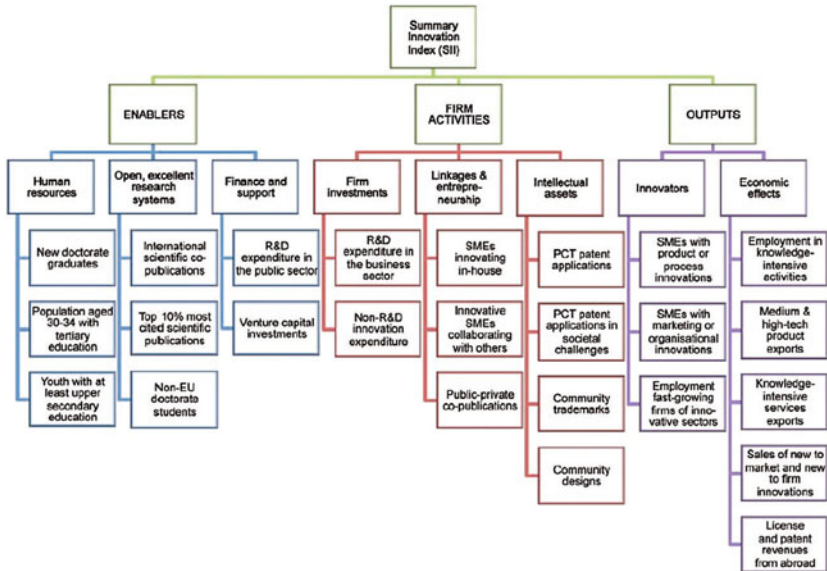 Summary
Innovation
Index (SII)
ENABLERS
FIRM
ACTIVITIES
OUTPUTS
Human
resources
Open, excellent
research
systems
Finance and
support
Firm
investments
Linkages &
entrepre-
neurship
Intellectual
assets
Innovators
Economic
effects
New doctorate
graduates
International
scientific co-
publications
R&D
expenditure in
the public sector
R&D
expenditure in
the business
sector
SMEs
innovating
in-house
PCT patent
applications
SMEs with
product or
process
innovations
Employment in
knowledge-
intensive
activities
Population aged
30-34 with
tertiary
education
Top 10% most
cited scientific
publications
Venture capital
investments
Non-R&D
innovation
expenditure
Innovative
SMEs
collaborating
with others
PCT patent
applications in
societal
challenges
SMEs with
marketing or
organisational
innovations
Medium &
high-tech
product exports
Youth with at
least upper
secondary
education
Non-EU
doctorate
students
Public-private
co-publications
Community
trademarks
Employment
fast-growing
firms of inno-
vative sectors
Knowledge-
intensive
services
exports
Community
designs
Sales of new to
market and new
to firm
innovations
License
and patent
revenues
from abroad